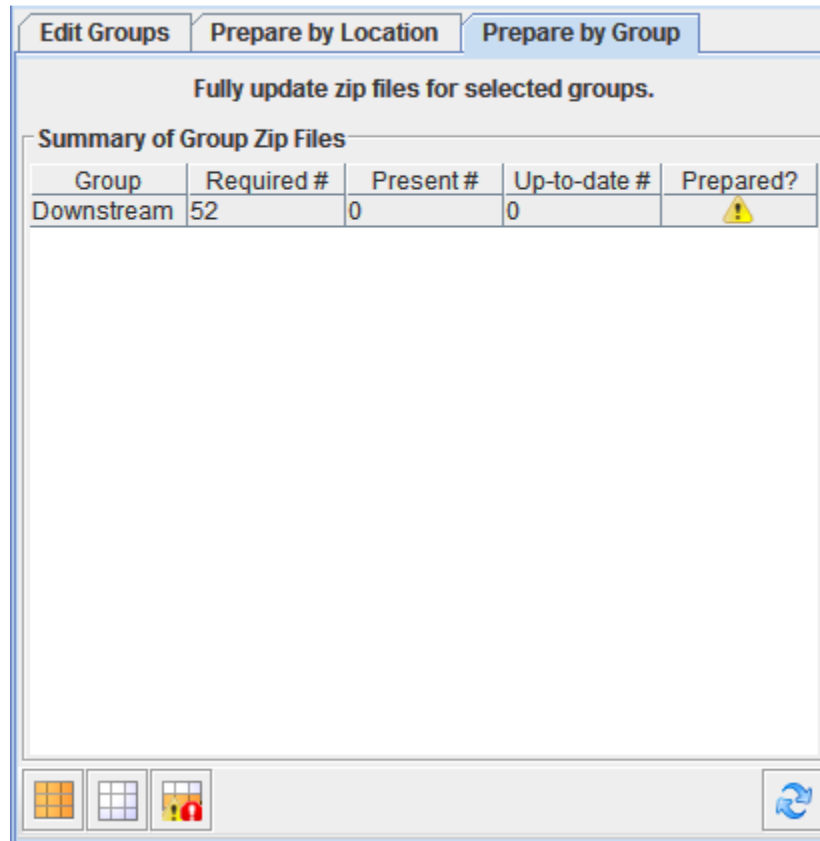 Edit Groups Prepare by Location Prepare by Group
Fully update zip files for selected groups.
Summary of Group Zip Files
Group Required # Present # Up-to-date # Prepared?
Downstream 52 0 0